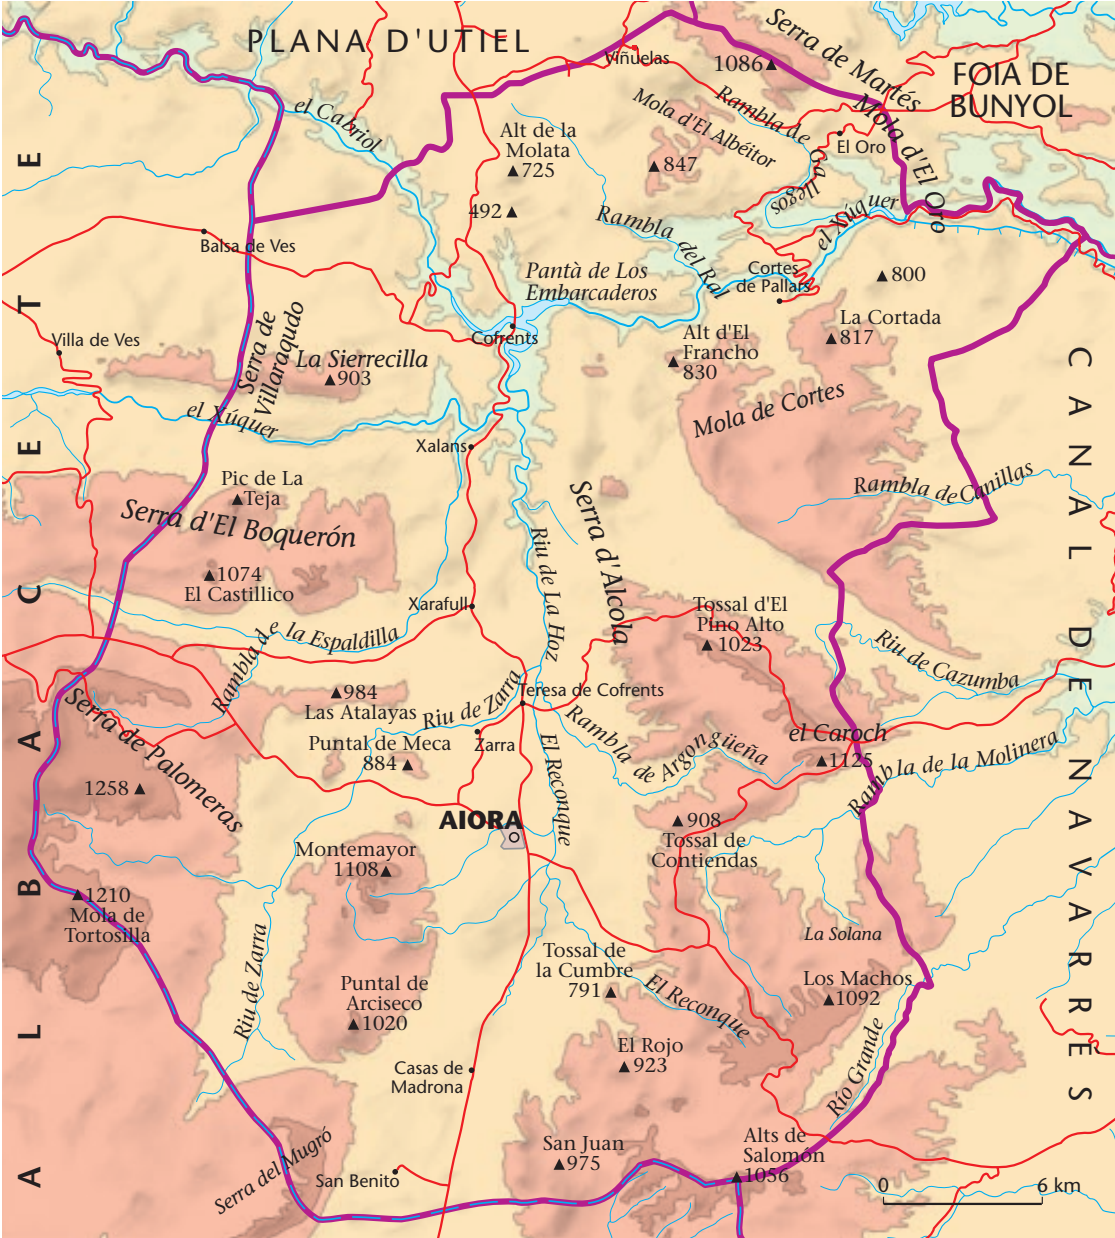 PLANA D'UTIEL
Serra de Martés
Viñuelas
1086
FOIA DE
BUNYOL
el Cabriol
Rambla de Gallegos
Mola d'El Albéitor
Mola d'El Oro
Alt de la
Molata
725
El Oro
847
492
Rambla del Ral
el Xúquer
Balsa de Ves
Pantà de Los
Embarcaderos
Cortes
de Pallars
800
Villa de Ves
Serra de
Villaraqudo
La Sierrecilla
903
Cofrents
Alt d'El
Francho
830
La Cortada
817
el Xúquer
Mola de Cortes
Xalans
Pic de La
Teja
Serra d'El Boquerón
Serra d'Alcola
Rambla de Canillas
Riu de La Hoz
1074
El Castillico
Xarafull
Rambla de la Espaldilla
Tossal d'El
Pino Alto
1023
Riu de Cazumba
984
Las Atalayas
Riu de Zarra
Teresa de Cofrents
Serra de Palomeras
Puntal de Meca
884
Zarra
El Reconque
Rambla de Argongüeña
el Caroch
1125
Rambla de la Molinera
1258
AIORA
908
Tossal de
Contiendas
Montemayor
1108
1210
Mola de
Tortosilla
La Solana
Riu de Zarra
Tossal de
la Cumbre
791
El Reconque
Los Machos
1092
Puntal de
Arciseco
1020
El Rojo
923
Río Grande
Casas de
Madrona
Serra del Mugró
San Benito
San Juan
975
Alts de
Salomón
1056
0 6 km
ALBACETE
CANAL DE NAVARRÉS